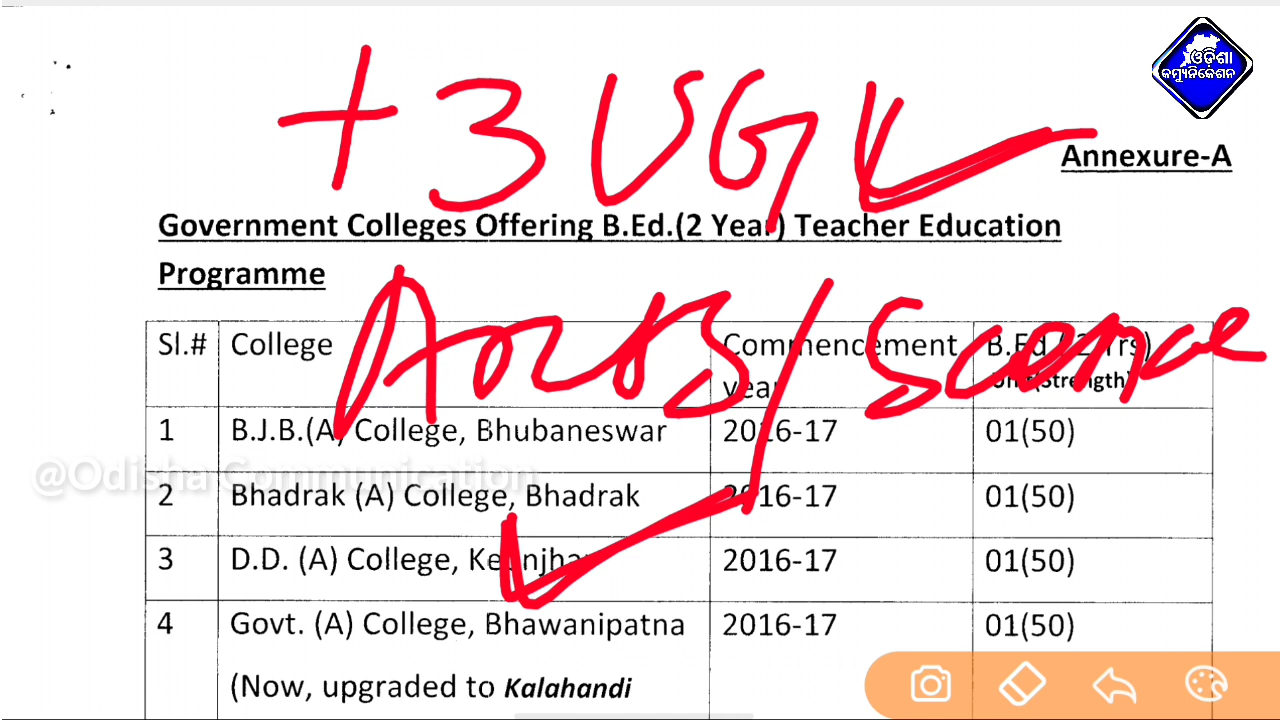 ଓଡିଶା
କମ୍ୟୁନିକେଶନ
+3 UG
Annexure-A
Government Colleges Offering B.Ed.(2 Year) Teacher Education
Programme
Arts / Science
Sl.# College Commencement year B.Ed (2 Yrs) Unit(Strength)
1 B.J.B.(A) College, Bhubaneswar 2016-17 01(50)
@Odisha Communication
2 Bhadrak (A) College, Bhadrak 2016-17 01(50)
3 D.D. (A) College, Keonjhar 2016-17 01(50)
4 Govt. (A) College, Bhawanipatna 2016-17 01(50)
(Now, upgraded to Kalahandi